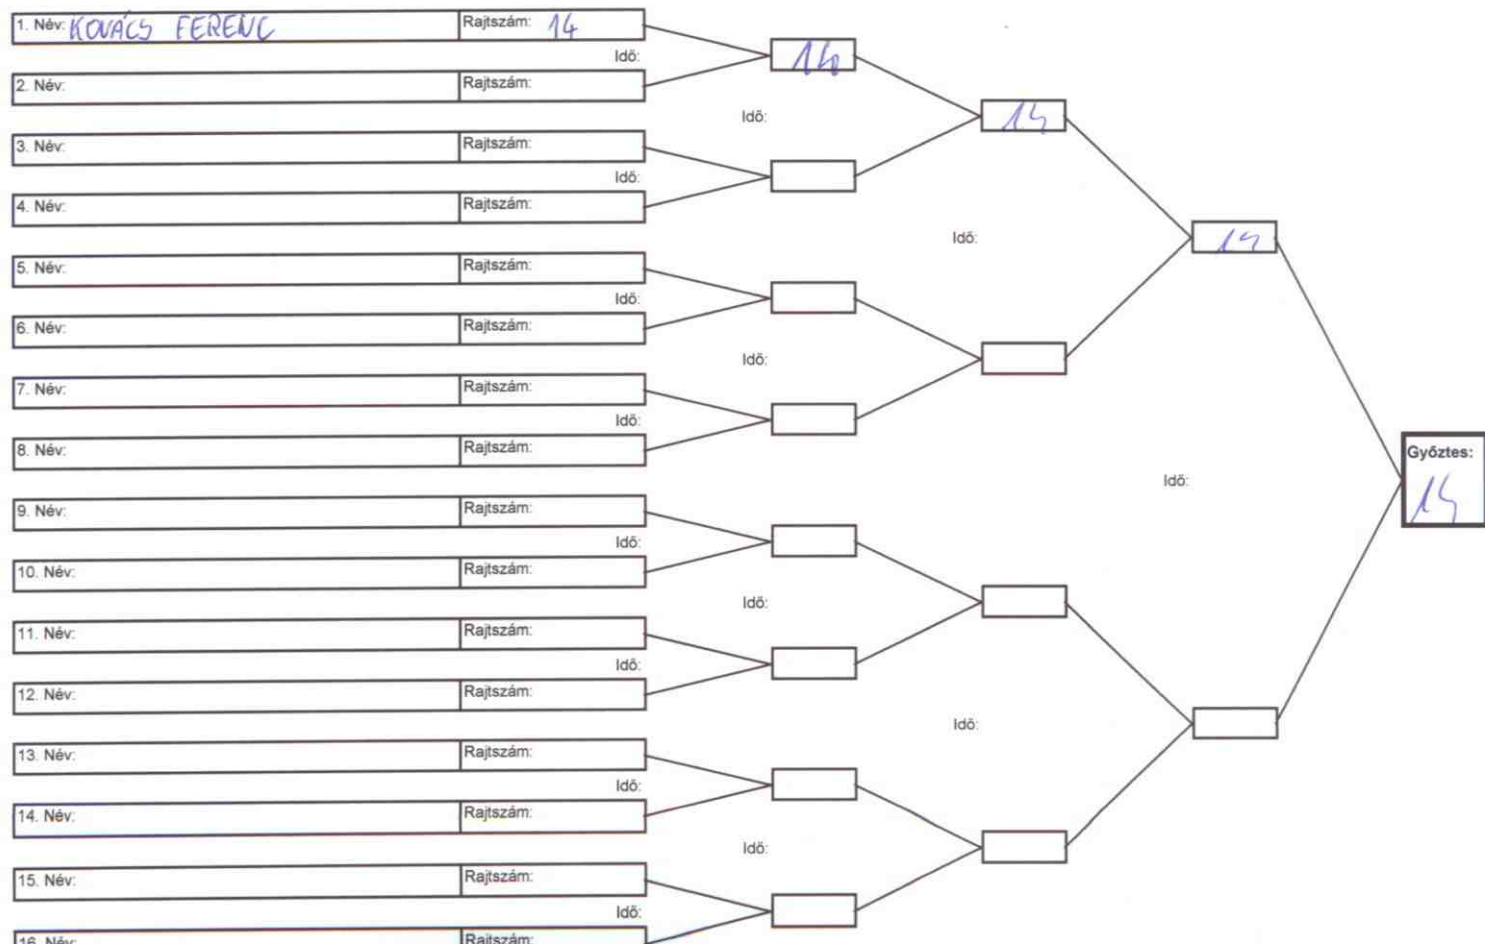 1. Név: KOVÁCS FERENC Rajtszám: 14
Idő:
14
2. Név: Rajtszám:
Idő:
14
3. Név: Rajtszám:
Idő:
4. Név: Rajtszám:
Idő:
14
5. Név: Rajtszám:
Idő:
6. Név: Rajtszám:
Idő:
7. Név: Rajtszám:
Idő:
8. Név: Rajtszám:
Győztes:
14
Idő:
9. Név: Rajtszám:
Idő:
10. Név: Rajtszám:
Idő:
11. Név: Rajtszám:
Idő:
12. Név: Rajtszám:
Idő:
13. Név: Rajtszám:
Idő:
14. Név: Rajtszám:
Idő:
15. Név: Rajtszám:
Idő:
16. Név: Rajtszám: